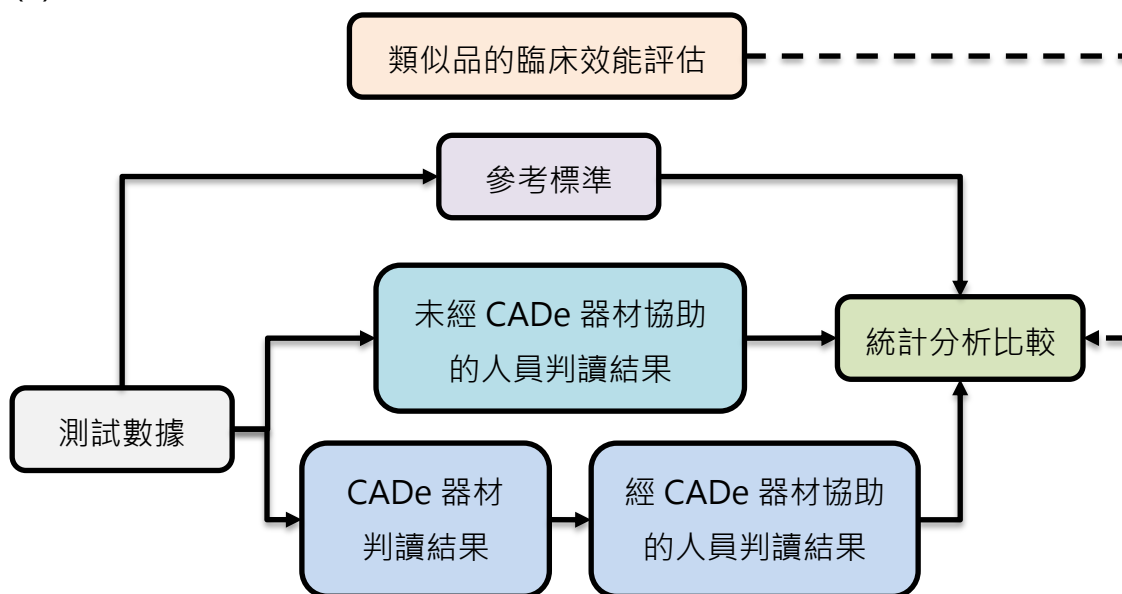 類似品的臨床效能評估
參考標準
未經 CADe 器材協助
的人員判讀結果
統計分析比較
測試數據
CADe 器材
判讀結果
經 CADe 器材協助
的人員判讀結果